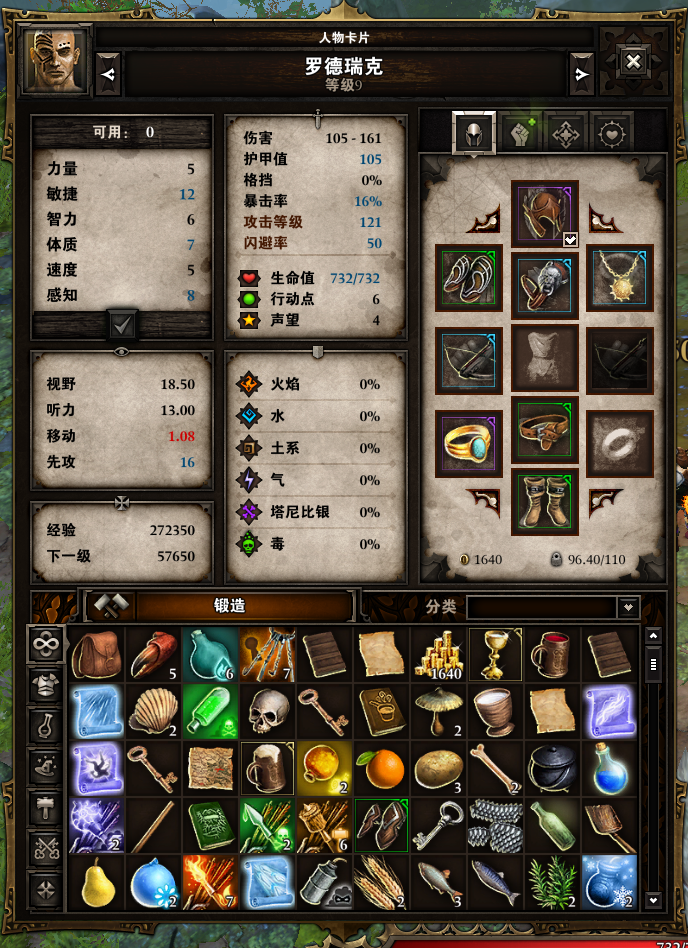 人物卡片
罗德瑞克
等级9
可用： 0
力量 5
敏捷 12
智力 6
体质 7
速度 5
感知 8
伤害 105 - 161
护甲值 105
格挡 0%
暴击率 16%
攻击等级 121
闪避率 50
生命值 732/732
行动点 6
声望 4
视野 18.50
听力 13.00
移动 1.08
先攻 16
火焰 0%
水 0%
土系 0%
气 0%
塔尼比银 0%
毒 0%
经验 272350
下一级 57650
1640 96.40/110
锻造 分类
5 6 7 1640
2 2
2 3 2
2 2 6
2 7 2 3 2 2